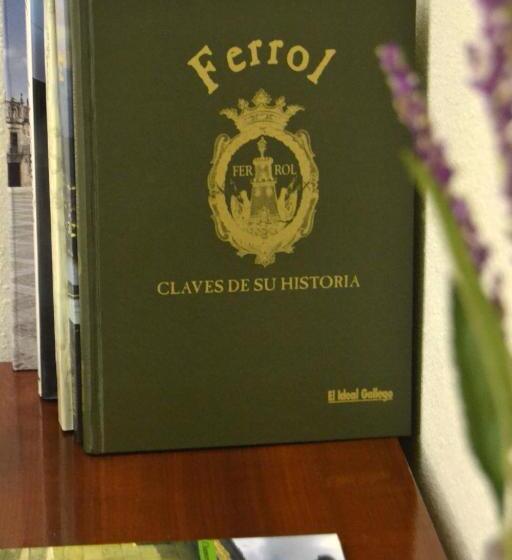 Ferrol
FER ROL
CLAVES DE SU HISTORIA
El Ideal Gallego